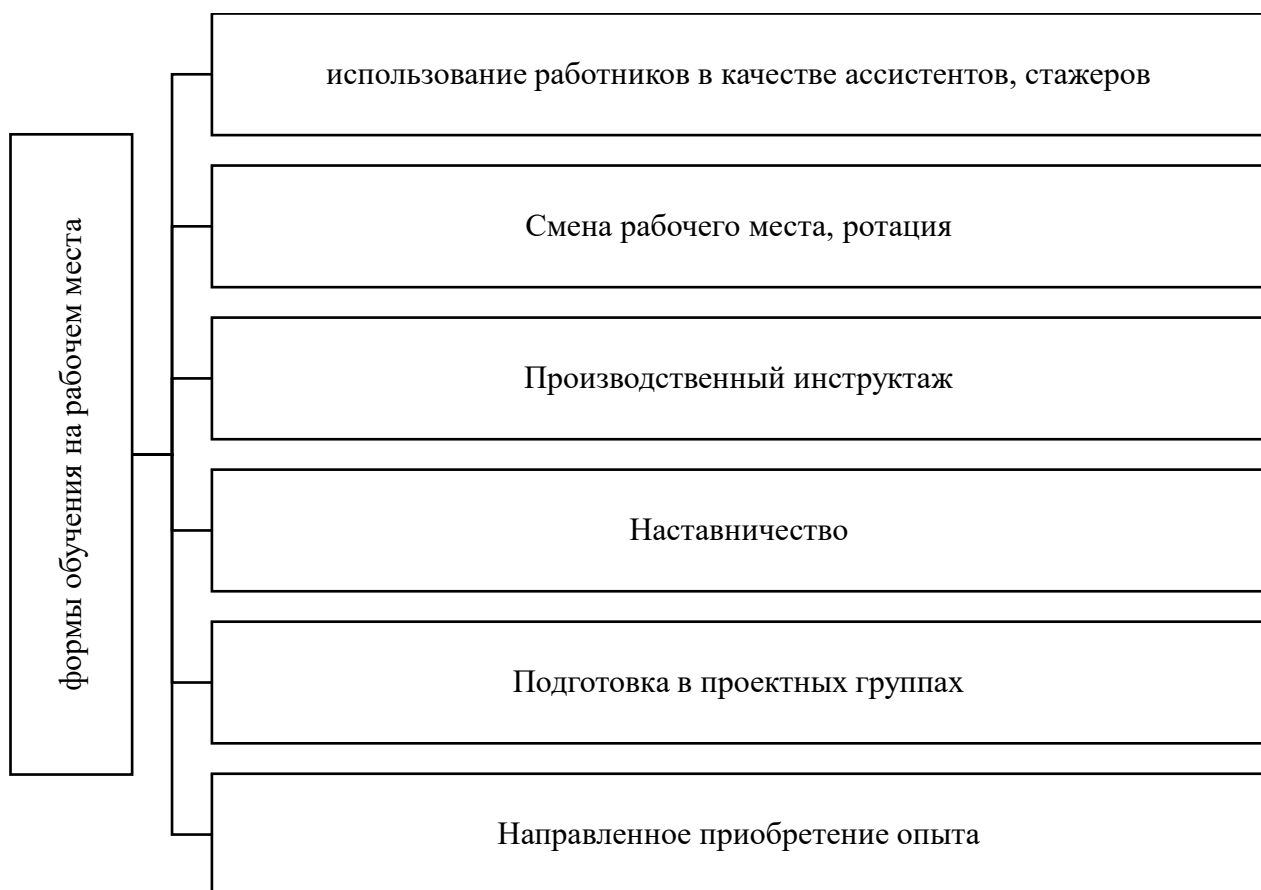 формы обучения на рабочем места
использование работников в качестве ассистентов, стажеров
Смена рабочего места, ротация
Производственный инструктаж
Наставничество
Подготовка в проектных группах
Направленное приобретение опыта